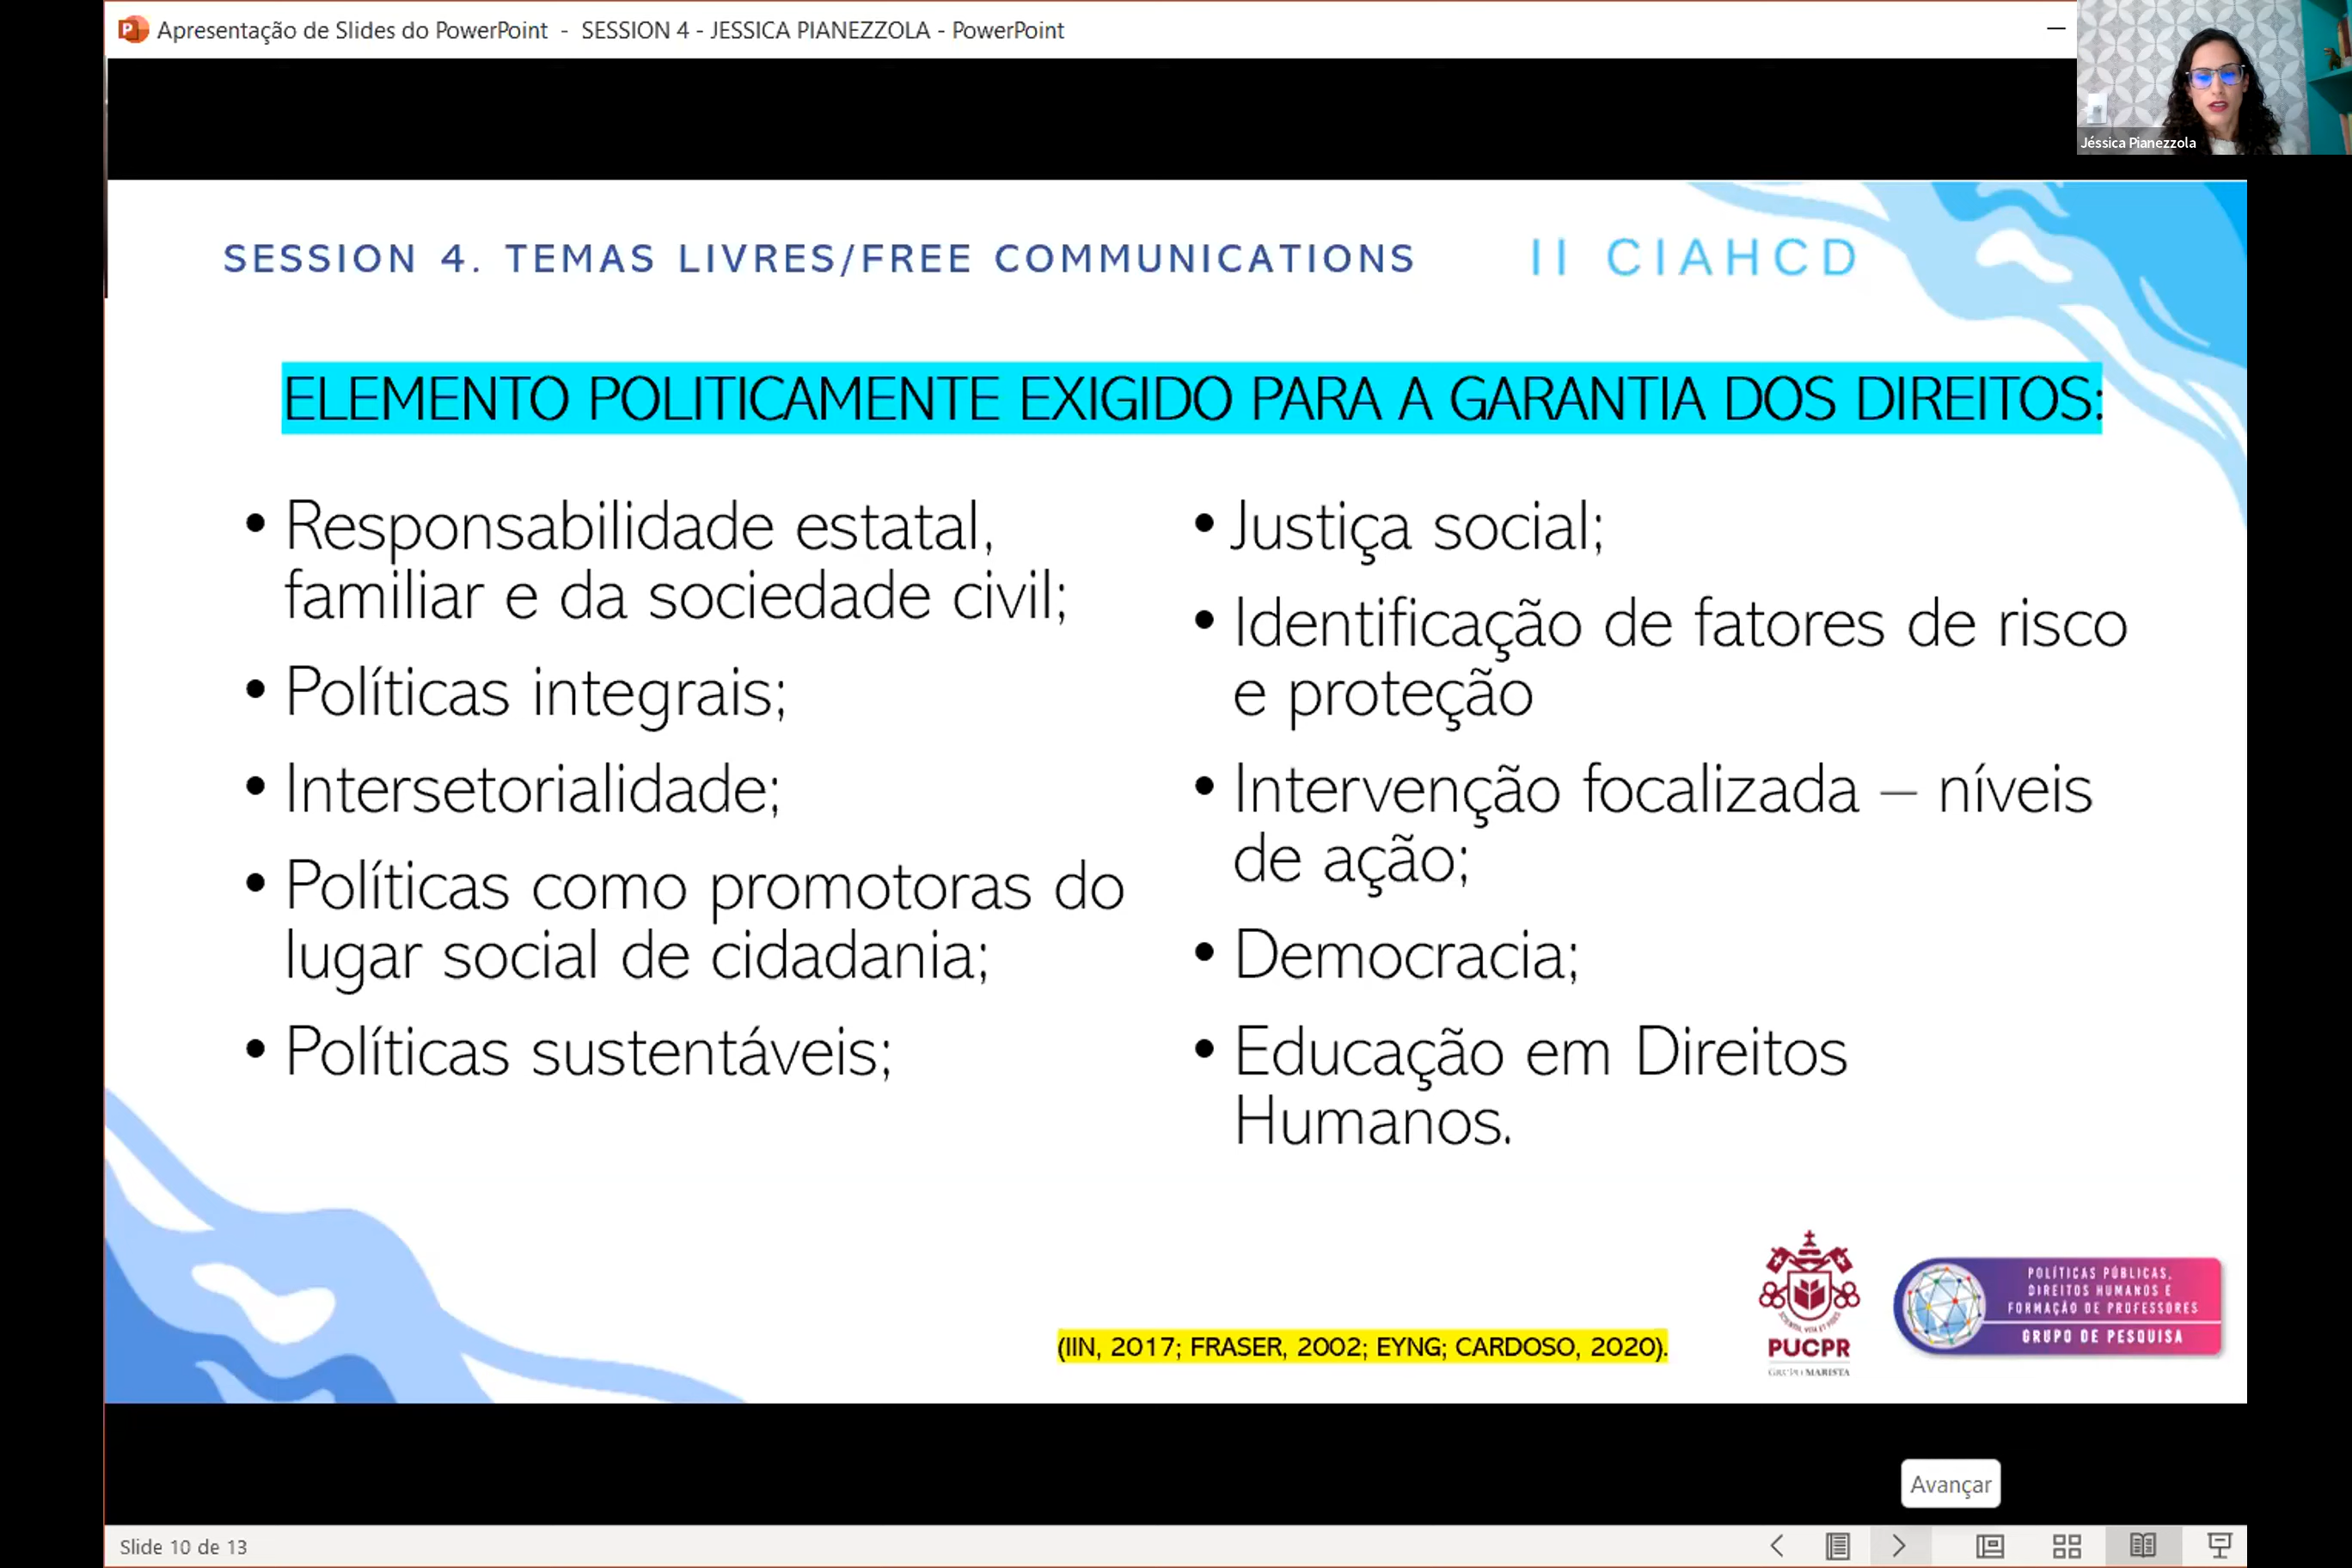 Apresentação de Slides do PowerPoint - SESSION 4 - JESSICA PIANEZZOLA - PowerPoint
Jéssica Pianezzola
SESSION 4. TEMAS LIVRES/FREE COMMUNICATIONS
II CIAHCD
ELEMENTO POLITICAMENTE EXIGIDO PARA A GARANTIA DOS DIREITOS:
• Responsabilidade estatal,
familiar e da sociedade civil;
• Políticas integrais;
• Intersetorialidade;
• Políticas como promotoras do
lugar social de cidadania;
• Políticas sustentáveis;
• Justiça social;
• Identificação de fatores de risco
e proteção
• Intervenção focalizada – níveis
de ação;
• Democracia;
• Educação em Direitos
Humanos.
(IIN, 2017; FRASER, 2002; EYNG; CARDOSO, 2020).
PUCPR
GRUPO MARISTA
POLÍTICAS PÚBLICAS,
DIREITOS HUMANOS E
FORMAÇÃO DE PROFESSORES
GRUPO DE PESQUISA
Avançar
Slide 10 de 13